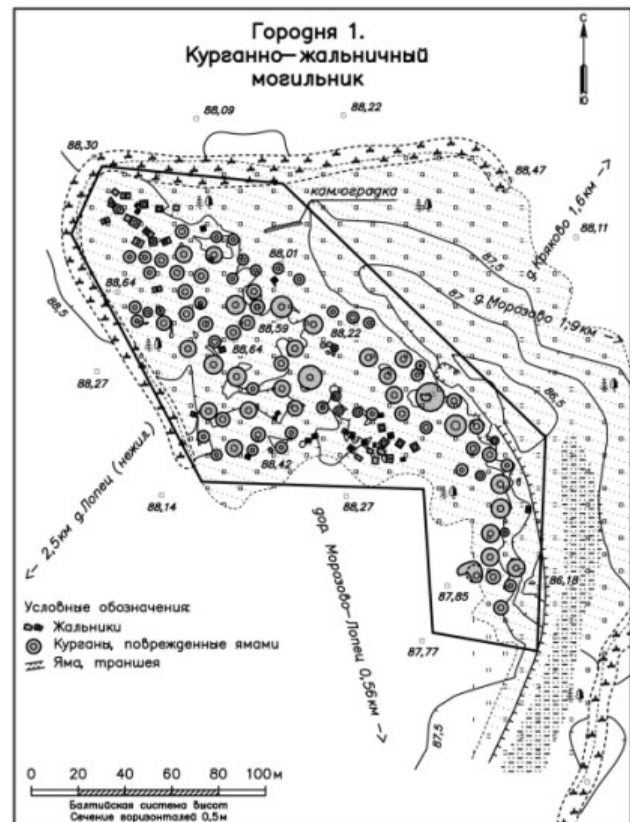 Городня 1.
Курганно-жальничный
могильник
С
Ю
88,09
88,22
88,30
88,47
кам.оградка
д. Кряково 1,6км
88,11
88,01
87,5
87
д. Морозово 1,9км
88,64
88,5
88,59
88,22
88,64
88,27
86,5
88,42
88,14
88,27
2,5км д.Лопеи (нежил.)
дор. Морозово-Лопеи 0,56км
86,18
87,85
87,77
87,5
Условные обозначения:
Жальники
Курганы, поврежденные ямами
Яма, траншея
0 20 40 60 80 100м
Балтийская система высот
Сечение горизонталей 0,5м